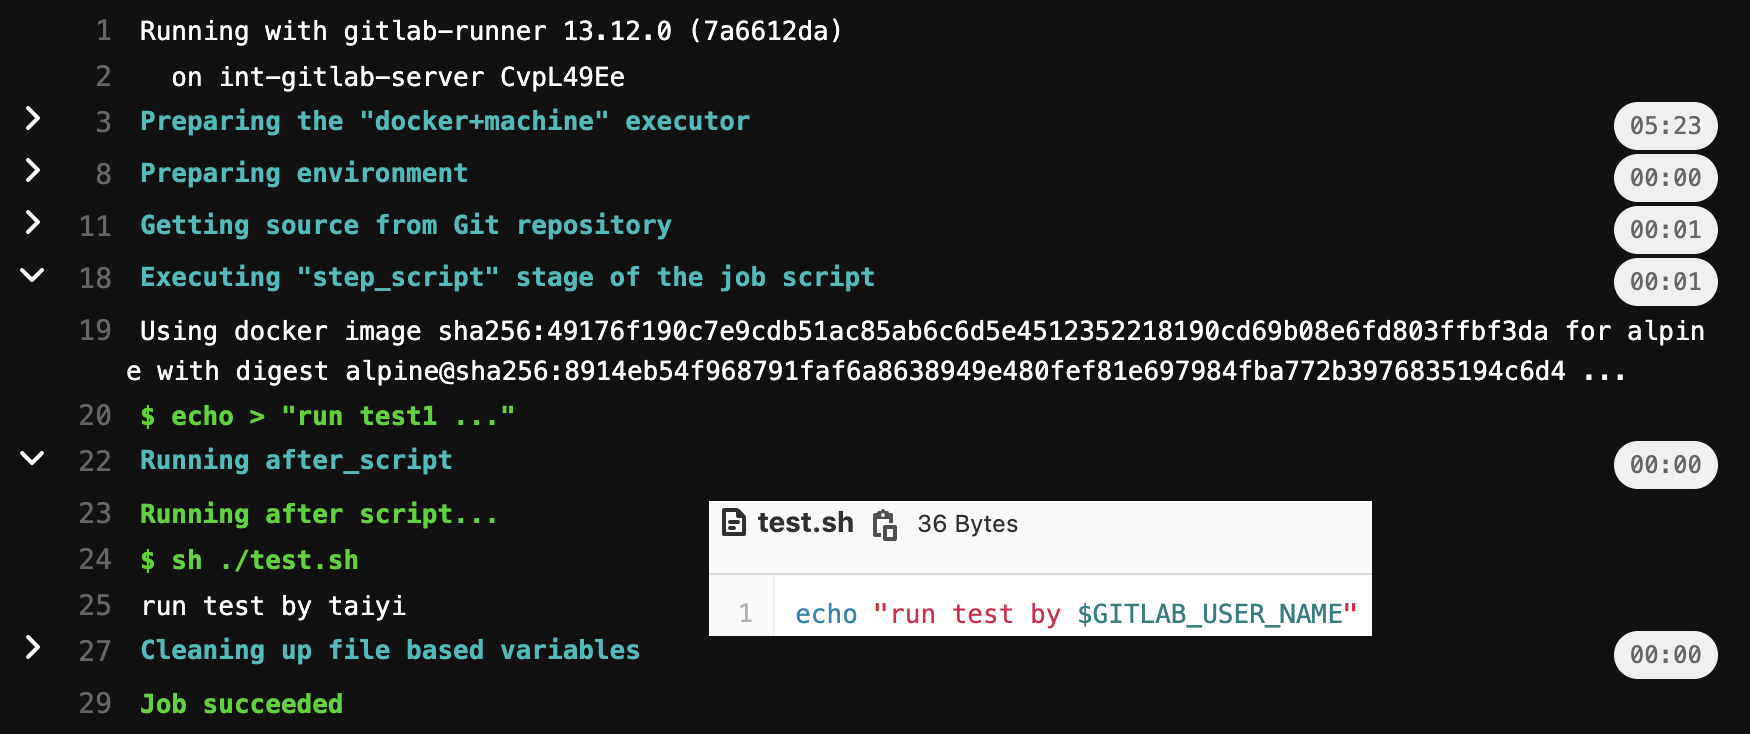 1 Running with gitlab-runner 13.12.0 (7a6612da)
2 on int-gitlab-server CvpL49Ee
3 Preparing the "docker+machine" executor 05:23
8 Preparing environment 00:00
11 Getting source from Git repository 00:01
18 Executing "step_script" stage of the job script 00:01
19 Using docker image sha256:49176f190c7e9cdb51ac85ab6c6d5e4512352218190cd69b08e6fd803ffbf3da for alpin
e with digest alpine@sha256:8914eb54f968791faf6a8638949e480fef81e697984fba772b3976835194c6d4 ...
20 $ echo > "run test1 ..."
22 Running after_script 00:00
23 Running after script...
24 $ sh ./test.sh
25 run test by taiyi
27 Cleaning up file based variables 00:00
29 Job succeeded
test.sh 36 Bytes
1 echo "run test by $GITLAB_USER_NAME"